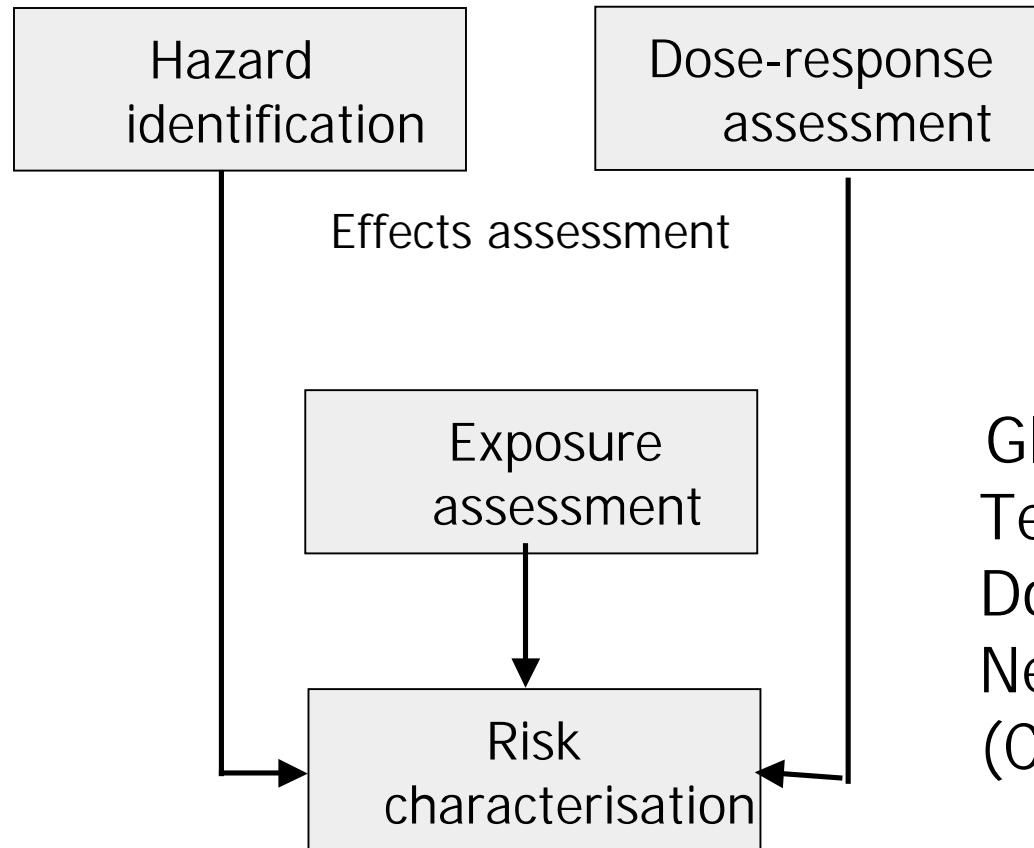 Hazard
identification
Dose-response
assessment
Effects assessment
Exposure
assessment
Risk
characterisation